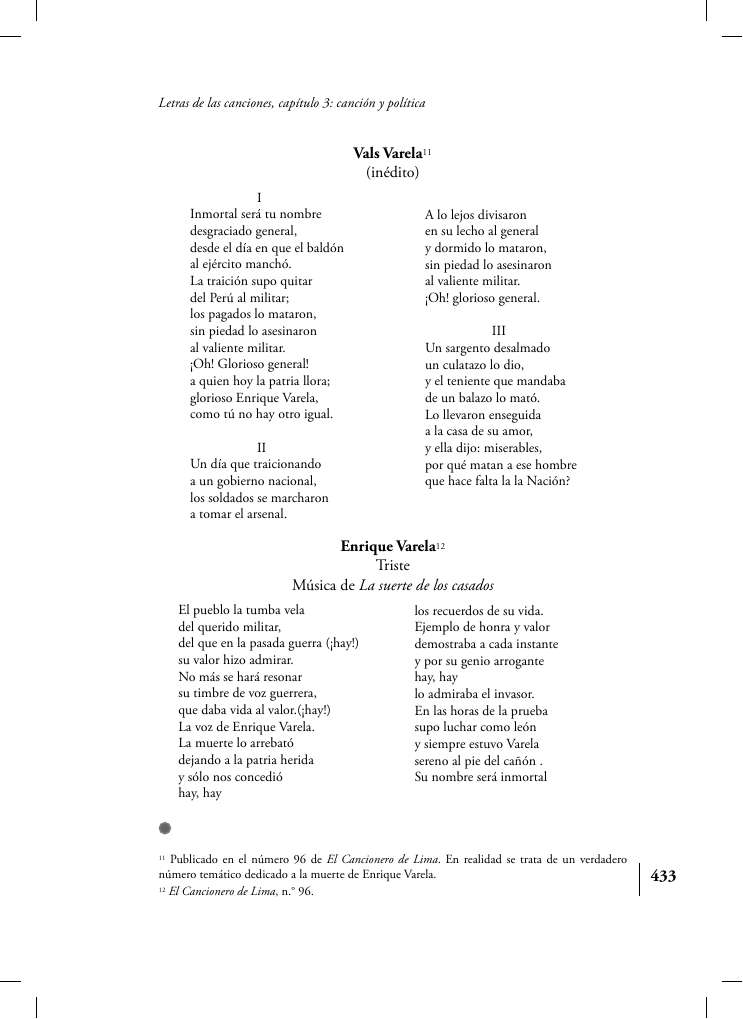 Letras de las canciones, capítulo 3: canción y política
Vals Varela11
(inédito)
I
Inmortal será tu nombre
desgraciado general,
desde el día en que el baldón
al ejército manchó.
La traición supo quitar
del Perú al militar;
los pagados lo mataron,
sin piedad lo asesinaron
al valiente militar.
¡Oh! Glorioso general!
a quien hoy la patria llora;
glorioso Enrique Varela,
como tú no hay otro igual.
II
Un día que traicionando
a un gobierno nacional,
los soldados se marcharon
a tomar el arsenal.
A lo lejos divisaron
en su lecho al general
y dormido lo mataron,
sin piedad lo asesinaron
al valiente militar.
¡Oh! glorioso general.
III
Un sargento desalmado
un culatazo lo dio,
y el teniente que mandaba
de un balazo lo mató.
Lo llevaron enseguida
a la casa de su amor,
y ella dijo: miserables,
por qué matan a ese hombre
que hace falta la la Nación?
Enrique Varela12
Triste
Música de La suerte de los casados
El pueblo la tumba vela
del querido militar,
del que en la pasada guerra (¡hay!)
su valor hizo admirar.
No más se hará resonar
su timbre de voz guerrera,
que daba vida al valor.(¡hay!)
La voz de Enrique Varela.
La muerte lo arrebató
dejando a la patria herida
y sólo nos concedió
hay, hay
los recuerdos de su vida.
Ejemplo de honra y valor
demostraba a cada instante
y por su genio arrogante
hay, hay
lo admiraba el invasor.
En las horas de la prueba
supo luchar como león
y siempre estuvo Varela
sereno al pie del cañón .
Su nombre será inmortal
11 Publicado en el número 96 de El Cancionero de Lima. En realidad se trata de un verdadero
número temático dedicado a la muerte de Enrique Varela.
12 El Cancionero de Lima, n.° 96.
433